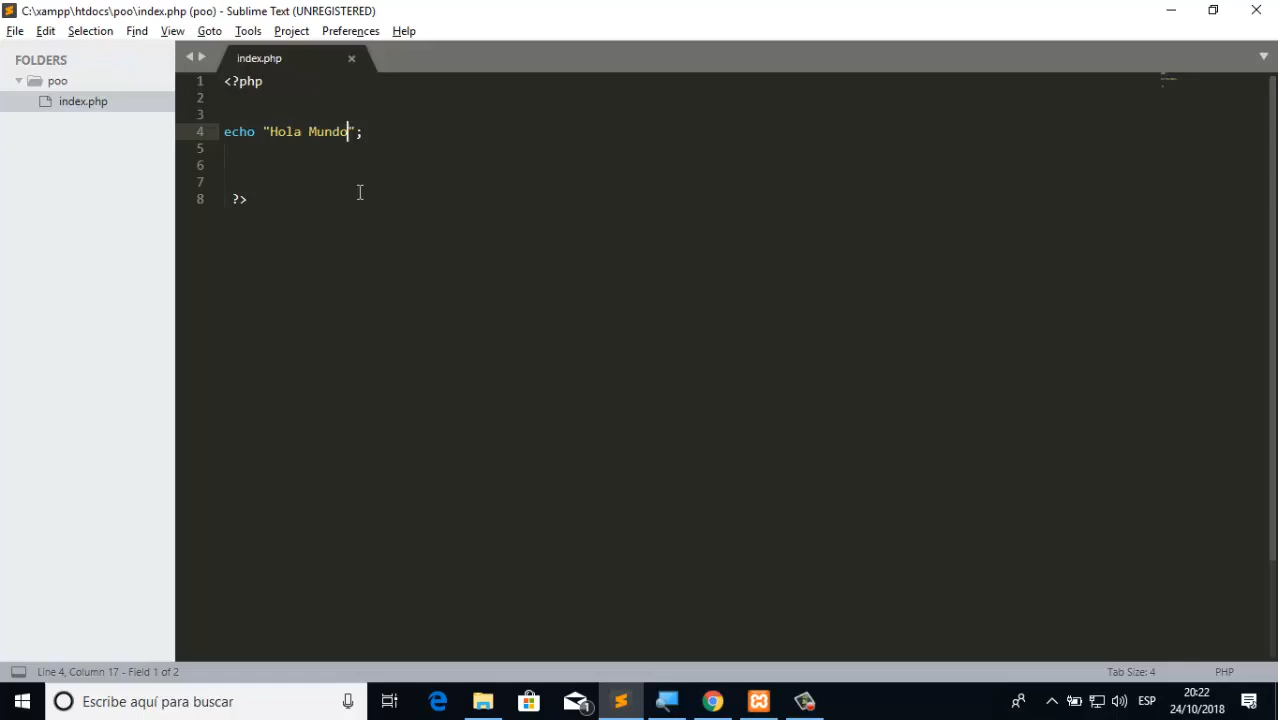 C:\xampp\htdocs\poo\index.php (poo) - Sublime Text (UNREGISTERED)
File Edit Selection Find View Goto Tools Project Preferences Help
FOLDERS
poo
index.php
index.php
1 <?php
2
3
4 echo "Hola Mundo";
5
6
7
8 ?>
Line 4, Column 17 - Field 1 of 2
Tab Size: 4
PHP
Escribe aquí para buscar
1
ESP
20:22
24/10/2018